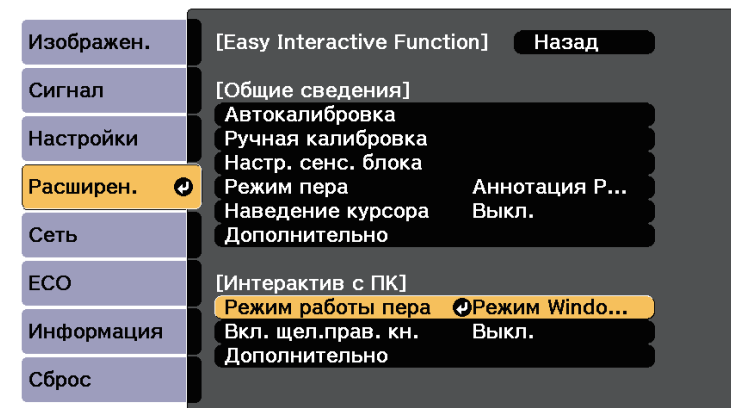 Изображен.
Сигнал
Настройки
Расширен.
Сеть
ECO
Информация
Сброс
[Easy Interactive Function] Назад
[Общие сведения]
Автокалибровка
Ручная калибровка
Настр. сенс. блока
Режим пера Аннотация P...
Наведение курсора Выкл.
Дополнительно
[Интерактив с ПК]
Режим работы пера Режим Windo...
Вкл. щел.прав. кн. Выкл.
Дополнительно